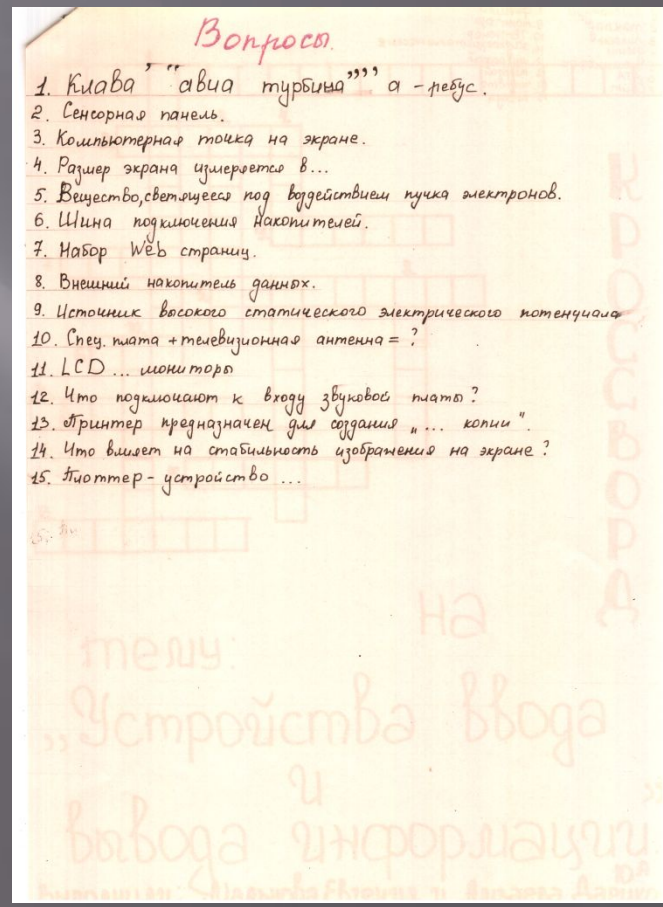 Вопросы.
1. Клава' "авиа турбина"''' а - ребус.
2. Сенсорная панель.
3. Компьютерная точка на экране.
4. Размер экрана измеряется в...
5. Вещество, светящееся под воздействием пучка электронов.
6. Шина подключения накопителей.
7. Набор Web страниц.
8. Внешний накопитель данных.
9. Источник высокого статического электрического потенциала
10. Спец. плата + телевизионная антенна = ?
11. LCD ... мониторы
12. Что подключают к входу звуковой платы?
13. Принтер предназначен для создания „ ... копии ".
14. Что влияет на стабильность изображения на экране?
15. Плоттер - устройство ...
КРОССВОРД
на
тему:
„Устройства ввода
и
вывода информации"